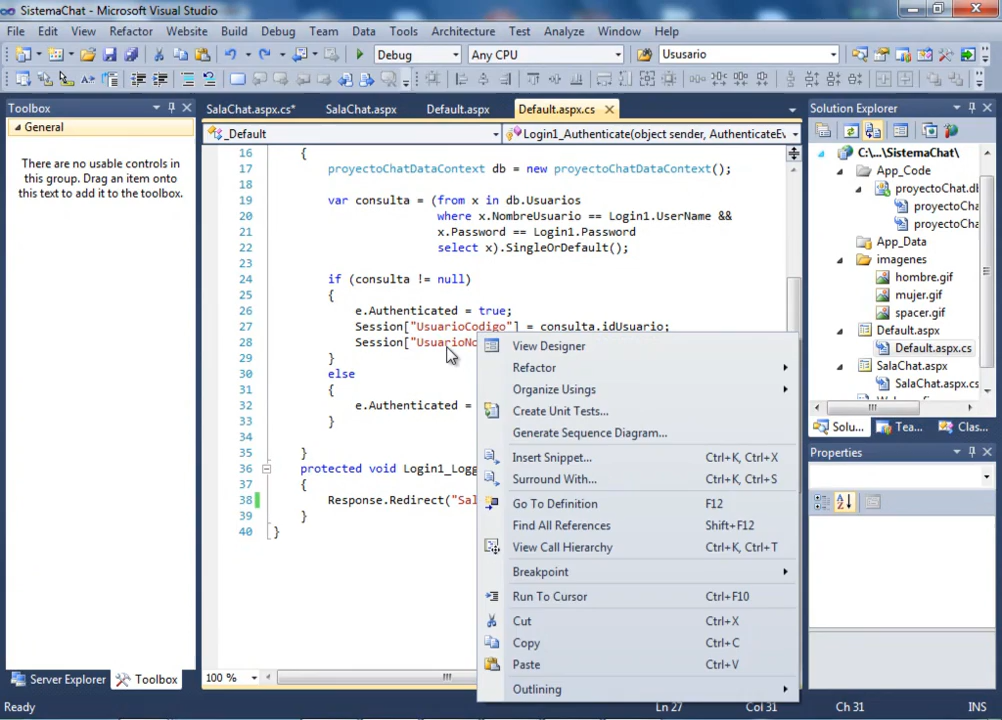 SistemaChat - Microsoft Visual Studio
File Edit View Refactor Website Build Debug Team Data Tools Architecture Test Analyze Window Help
Debug Any CPU Ususario
Toolbox
General
There are no usable controls in
this group. Drag an item onto
this text to add it to the toolbox.
Server Explorer Toolbox
SalaChat.aspx.cs* SalaChat.aspx Default.aspx Default.aspx.cs
_Default Login1_Authenticate(object sender, AuthenticateEv
16 {
17 proyectoChatDataContext db = new proyectoChatDataContext();
18
19 var consulta = (from x in db.Usuarios
20 where x.NombreUsuario == Login1.UserName &&
21 x.Password == Login1.Password
22 select x).SingleOrDefault();
23
24 if (consulta != null)
25 {
26 e.Authenticated = true;
27 Session["UsuarioCodigo"] = consulta.idUsuario;
28 Session["UsuarioNo
29 }
30 else
31 {
32 e.Authenticated =
33 }
34
35 }
36 protected void Login1_Logg
37 {
38 Response.Redirect("Sal
39 }
40 }
100 %
View Designer
Refactor
Organize Usings
Create Unit Tests...
Generate Sequence Diagram...
Insert Snippet... Ctrl+K, Ctrl+X
Surround With... Ctrl+K, Ctrl+S
Go To Definition F12
Find All References Shift+F12
View Call Hierarchy Ctrl+K, Ctrl+T
Breakpoint
Run To Cursor Ctrl+F10
Cut Ctrl+X
Copy Ctrl+C
Paste Ctrl+V
Outlining
Solution Explorer
C:\...\SistemaChat\
App_Code
proyectoChat.db
proyectoCha
proyectoCha
App_Data
imagenes
hombre.gif
mujer.gif
spacer.gif
Default.aspx
Default.aspx.cs
SalaChat.aspx
SalaChat.aspx.cs
Solu... Tea... Clas...
Properties
Ready Ln 27 Col 31 Ch 31 INS